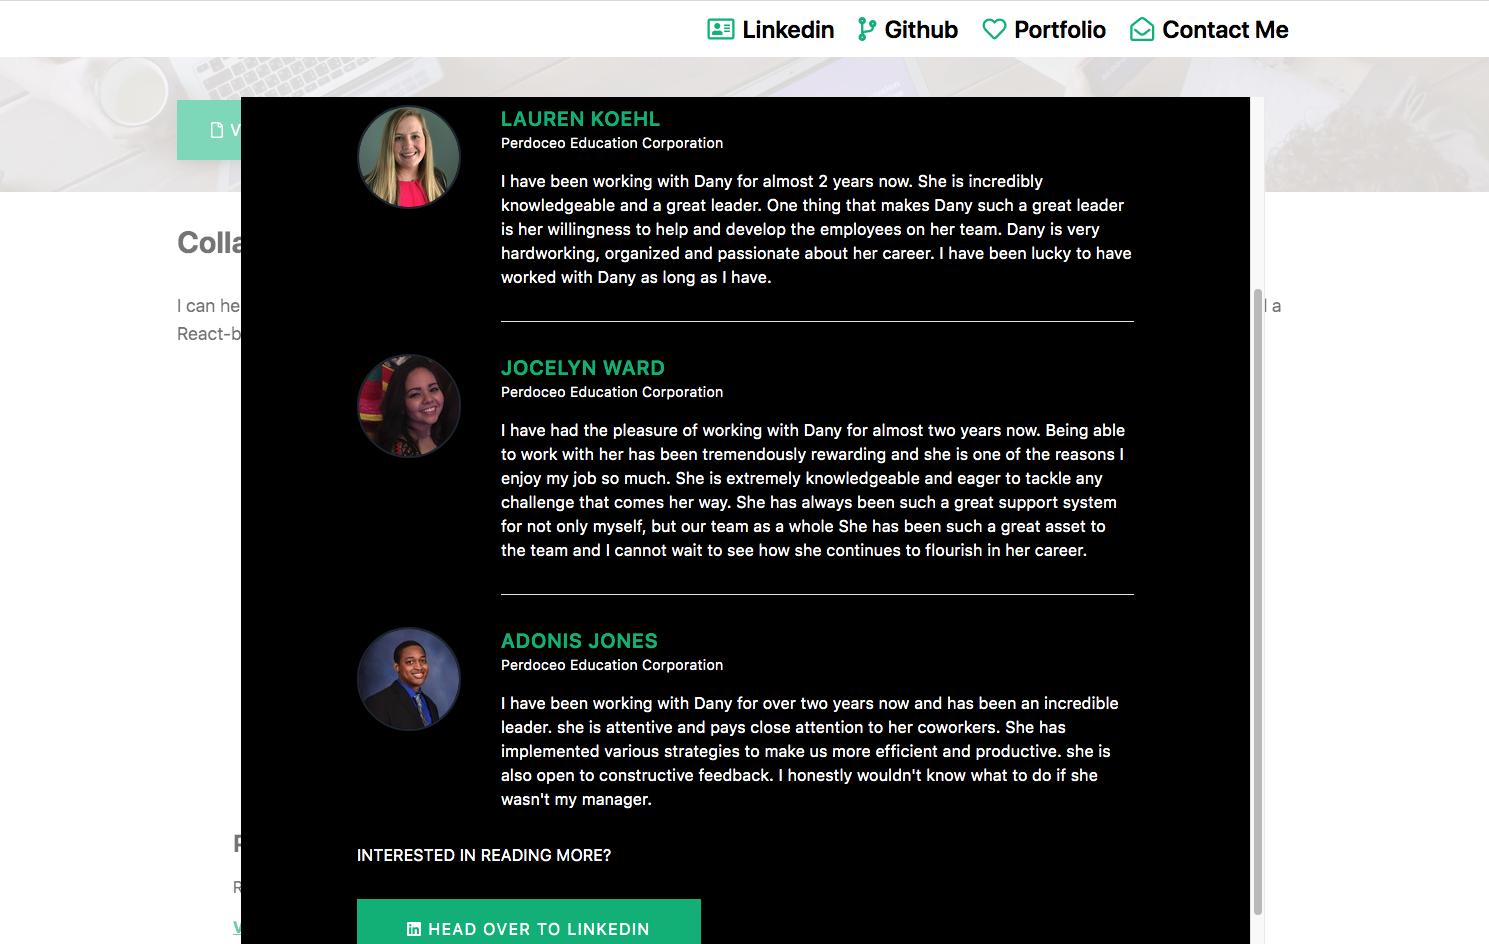 Linkedin Github Portfolio Contact Me
V
LAUREN KOEHL
Perdoceo Education Corporation
I have been working with Dany for almost 2 years now. She is incredibly
knowledgeable and a great leader. One thing that makes Dany such a great leader
is her willingness to help and develop the employees on her team. Dany is very
hardworking, organized and passionate about her career. I have been lucky to have
worked with Dany as long as I have.
Colla
I can he
a
React-b
JOCELYN WARD
Perdoceo Education Corporation
I have had the pleasure of working with Dany for almost two years now. Being able
to work with her has been tremendously rewarding and she is one of the reasons I
enjoy my job so much. She is extremely knowledgeable and eager to tackle any
challenge that comes her way. She has always been such a great support system
for not only myself, but our team as a whole She has been such a great asset to
the team and I cannot wait to see how she continues to flourish in her career.
ADONIS JONES
Perdoceo Education Corporation
I have been working with Dany for over two years now and has been an incredible
leader. she is attentive and pays close attention to her coworkers. She has
implemented various strategies to make us more efficient and productive. she is
also open to constructive feedback. I honestly wouldn't know what to do if she
wasn't my manager.
INTERESTED IN READING MORE?
HEAD OVER TO LINKEDIN